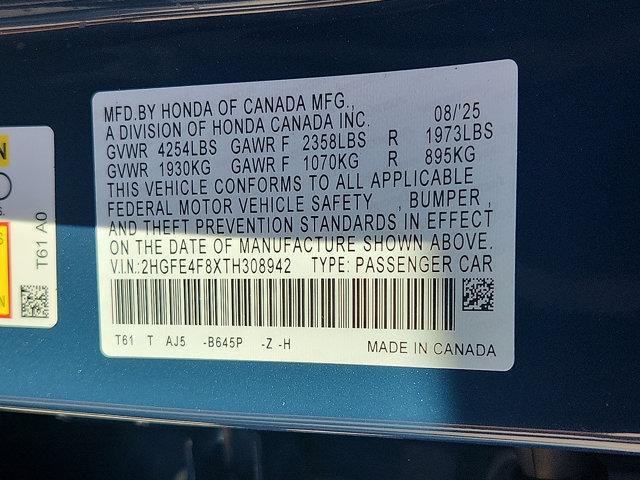 MFD.BY HONDA OF CANADA MFG., 08/'25
A DIVISION OF HONDA CANADA INC.
GVWR 4254LBS GAWR F 2358LBS R 1973LBS
GVWR 1930KG GAWR F 1070KG R 895KG
THIS VEHICLE CONFORMS TO ALL APPLICABLE
FEDERAL MOTOR VEHICLE SAFETY , BUMPER ,
AND THEFT PREVENTION STANDARDS IN EFFECT
ON THE DATE OF MANUFACTURE SHOWN ABOVE.
V.I.N.:2HGFE4F8XTH308942 TYPE: PASSENGER CAR
T61 T AJ5 -B645P -Z -H MADE IN CANADA
T61 A0